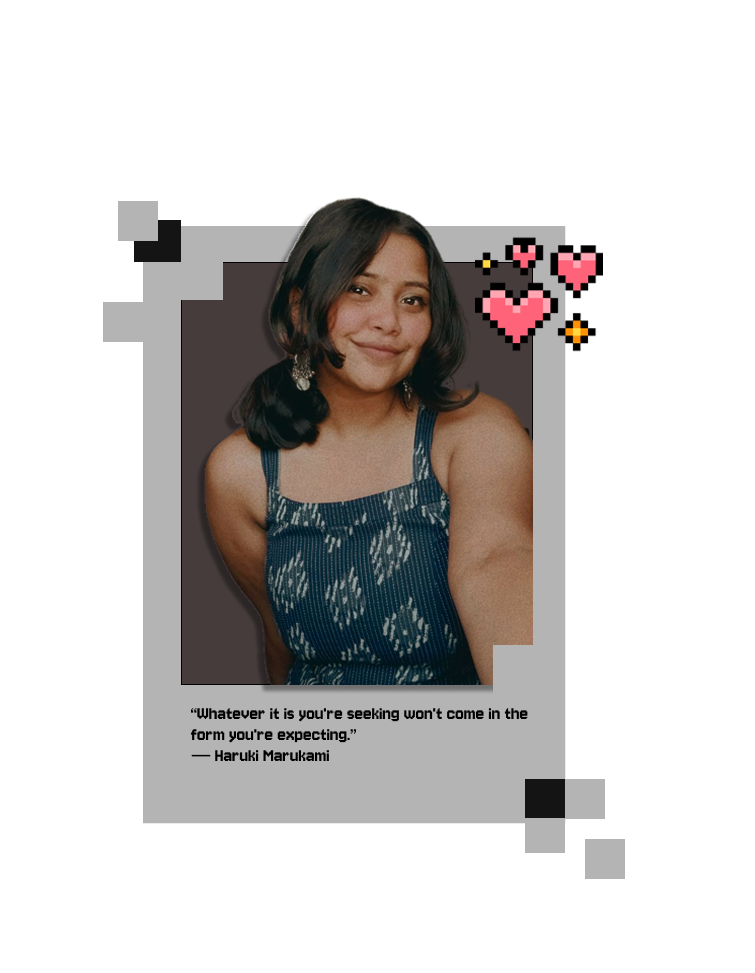 “Whatever it is you're seeking won't come in the
form you're expecting.”
— Haruki Marukami